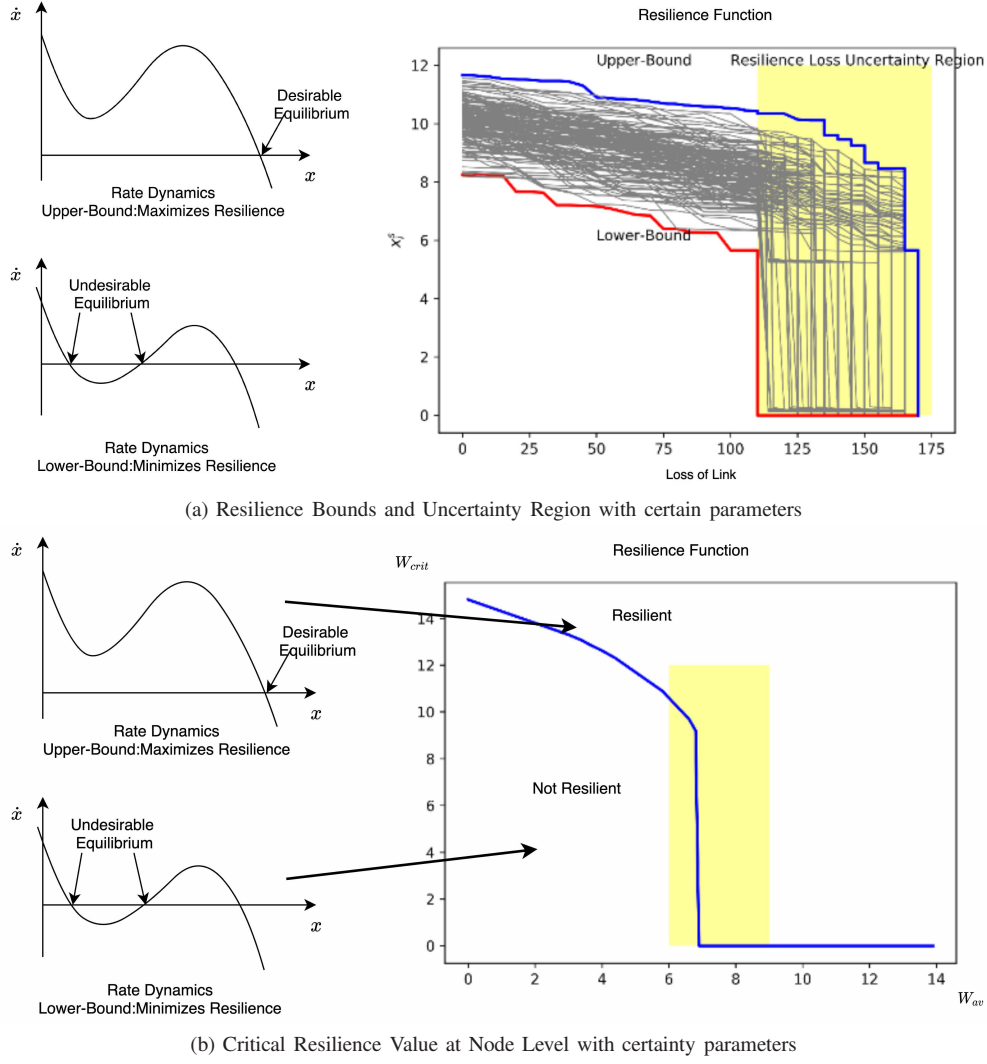 ẋ
Desirable
Equilibrium
x
Rate Dynamics
Upper-Bound:Maximizes Resilience
ẋ
Undesirable
Equilibrium
x
Rate Dynamics
Lower-Bound:Minimizes Resilience
Resilience Function
Upper-Bound
Resilience Loss Uncertainty Region
Lower-Bound
x_i^s
12
10
8
6
4
2
0
0 25 50 75 100 125 150 175
Loss of Link
(a) Resilience Bounds and Uncertainty Region with certain parameters
ẋ
Desirable
Equilibrium
x
Rate Dynamics
Upper-Bound:Maximizes Resilience
ẋ
Undesirable
Equilibrium
x
Rate Dynamics
Lower-Bound:Minimizes Resilience
Resilience Function
W_crit
Resilient
Not Resilient
14
12
10
8
6
4
2
0
0 2 4 6 8 10 12 14
W_av
(b) Critical Resilience Value at Node Level with certainty parameters